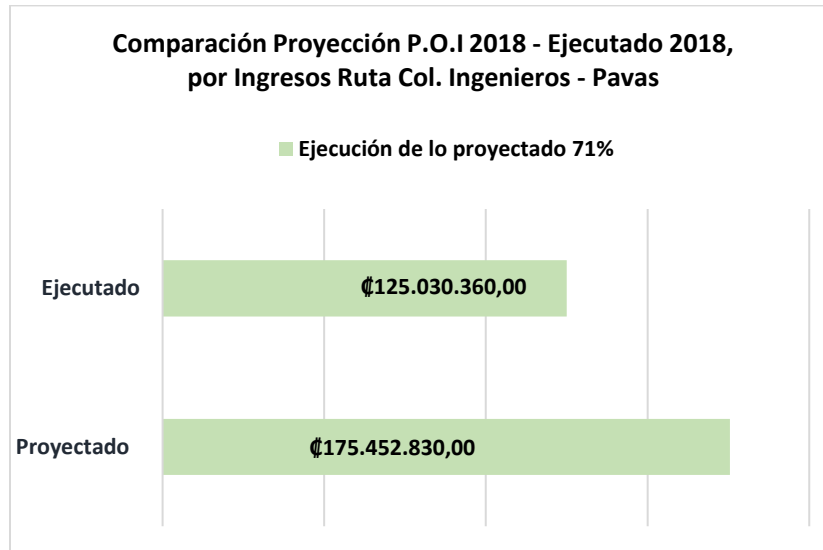 Comparación Proyección P.O.I 2018 - Ejecutado 2018,
por Ingresos Ruta Col. Ingenieros - Pavas
Ejecución de lo proyectado 71%
Ejecutado
₡125.030.360,00
Proyectado
₡175.452.830,00